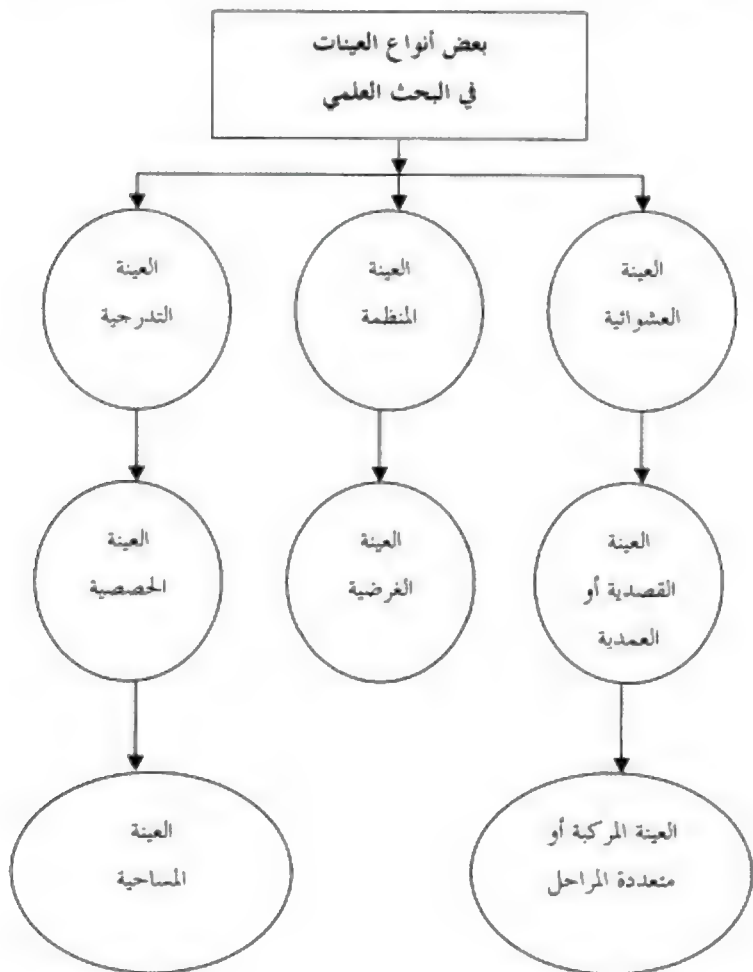 بعض أنواع العينات
في البحث العلمي
العينة
العشوائية
العينة
المنظمة
العينة
التدرجية
العينة
القصدية أو
العمدية
العينة
الغرضية
العينة
الحصصية
العينة المركبة أو
متعددة المراحل
العينة
المساحية